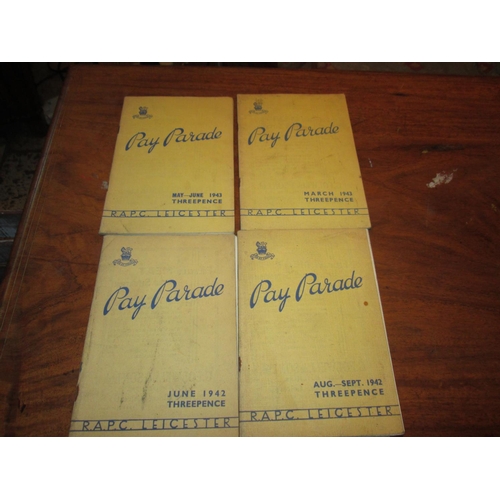 Pay Parade
MAY—JUNE 1943
THREEPENCE
R.A.P.C. LEICESTER
Pay Parade
MARCH 1942
THREEPENCE
R.A.P.C. LEICESTER
Pay Parade
JUNE 1942
THREEPENCE
R.A.P.C. LEICESTER
Pay Parade
AUG.—SEPT. 1942
THREEPENCE
R.A.P.C. LEICESTER